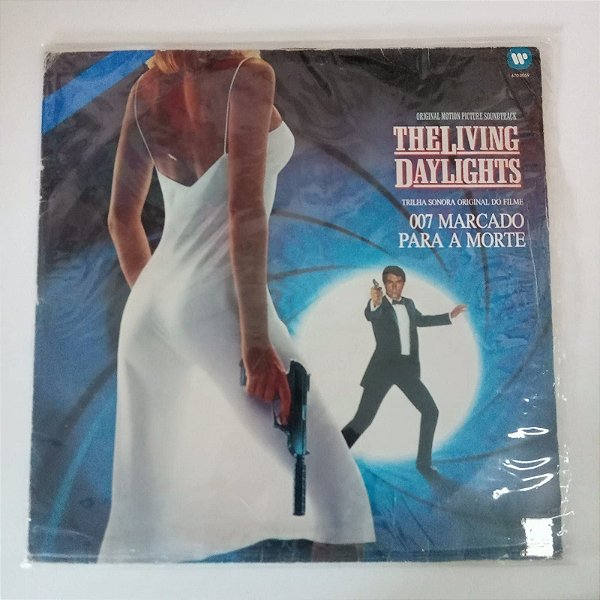 ORIGINAL MOTION PICTURE SOUNDTRACK
THE LIVING
DAYLIGHTS
TRILHA SONORA ORIGINAL DO FILME
007 MARCADO
PARA A MORTE